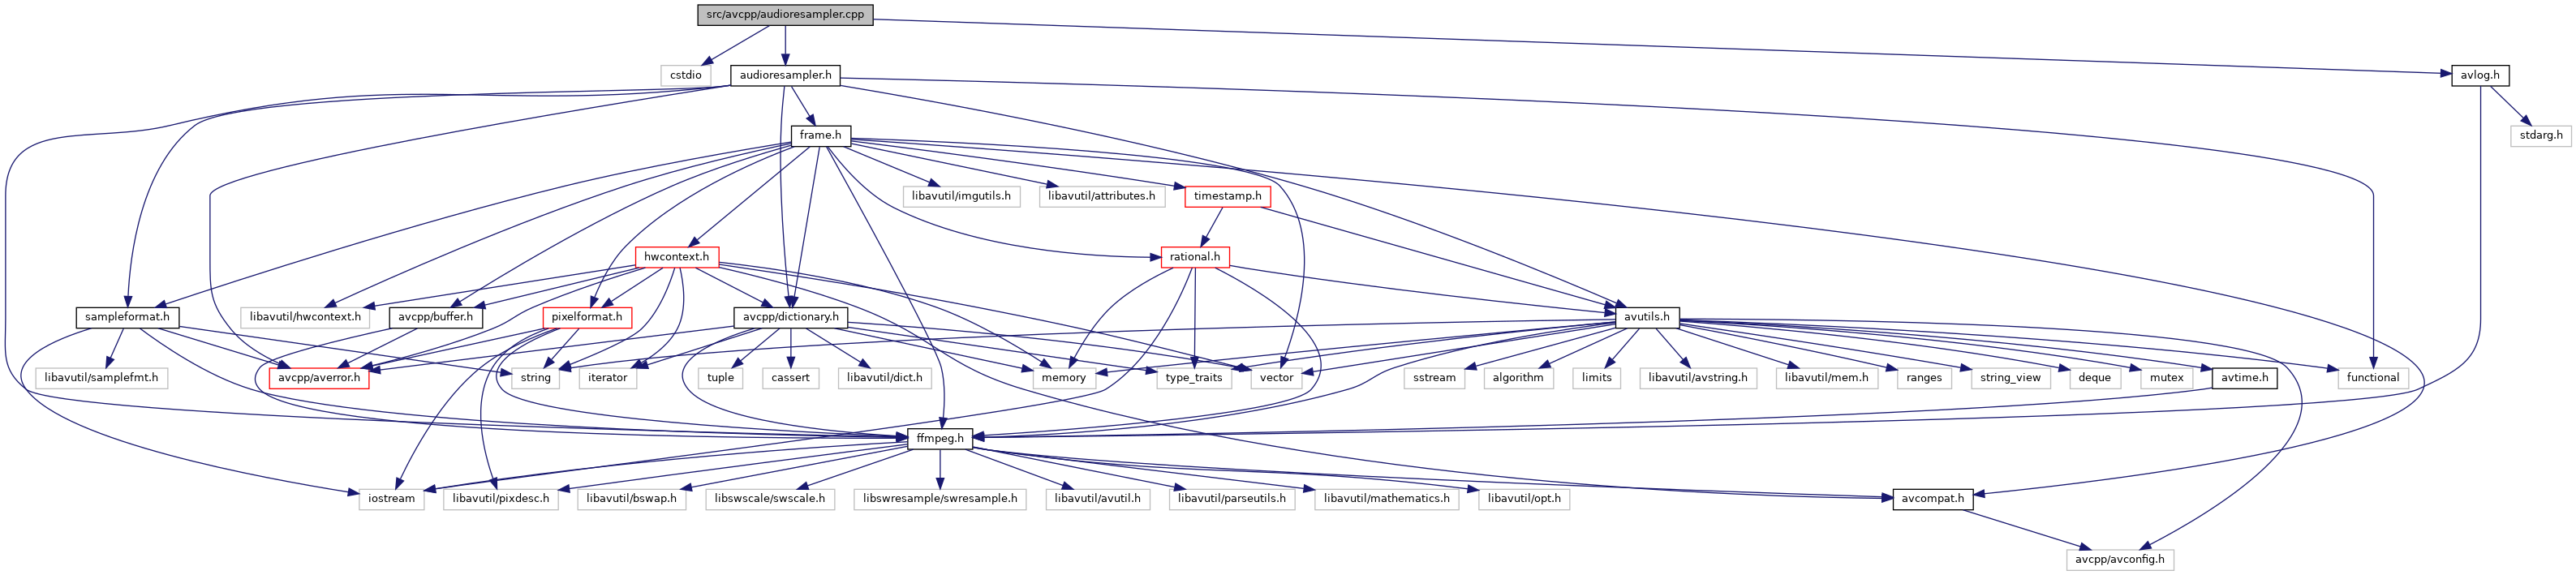 src/avcpp/audioresampler.cpp
cstdio
audioresampler.h
avlog.h
frame.h
stdarg.h
libavutil/imgutils.h
libavutil/attributes.h
timestamp.h
hwcontext.h
rational.h
sampleformat.h
libavutil/hwcontext.h
avcpp/buffer.h
pixelformat.h
avcpp/dictionary.h
avutils.h
libavutil/samplefmt.h
avcpp/averror.h
string
iterator
tuple
cassert
libavutil/dict.h
memory
type_traits
vector
sstream
algorithm
limits
libavutil/avstring.h
libavutil/mem.h
ranges
string_view
deque
mutex
avtime.h
functional
ffmpeg.h
iostream
libavutil/pixdesc.h
libavutil/bswap.h
libswscale/swscale.h
libswresample/swresample.h
libavutil/avutil.h
libavutil/parseutils.h
libavutil/mathematics.h
libavutil/opt.h
avcompat.h
avcpp/avconfig.h